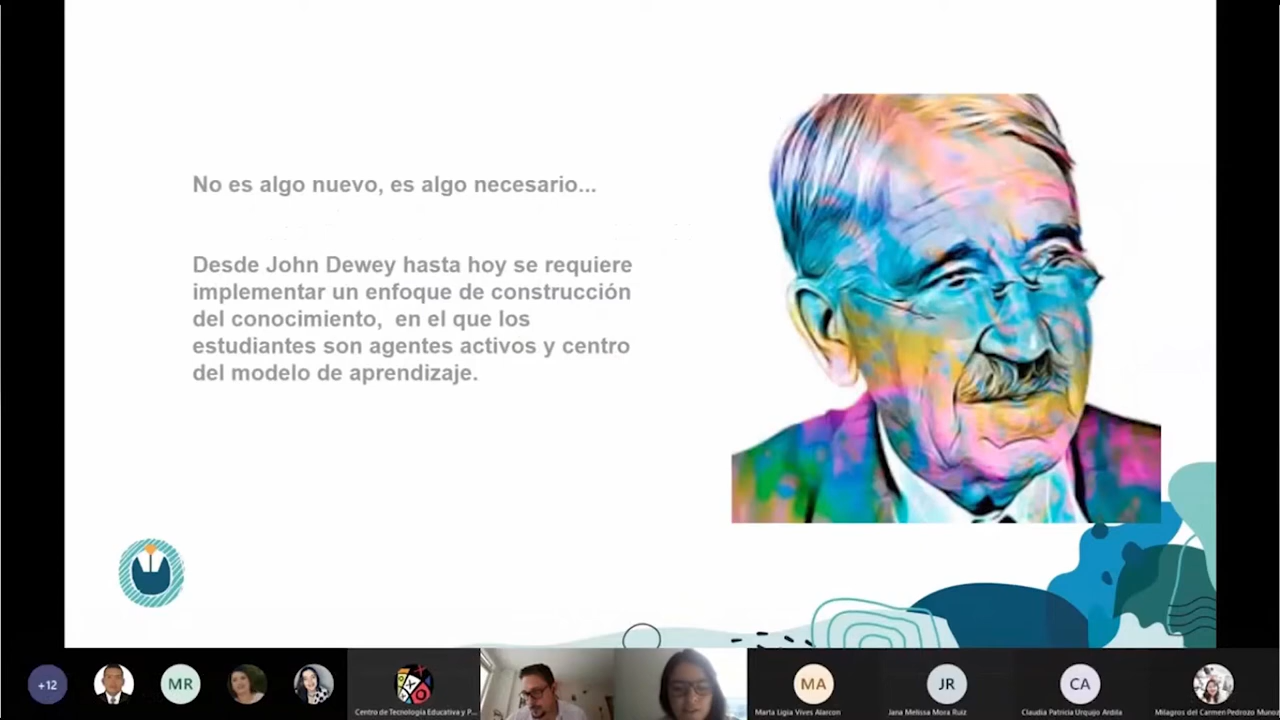 No es algo nuevo, es algo necesario...
Desde John Dewey hasta hoy se requiere
implementar un enfoque de construcción
del conocimiento,  en el que los
estudiantes son agentes activos y centro
del modelo de aprendizaje.
+12
MR
MA
JR
CA
Centro de Tecnología Educativa y P...
Marta Ligia Vives Alarcon
Jana Melissa Mora Ruiz
Claudia Patricia Urquijo Ardila
Milagros del Carmen Pedrozo Munoz